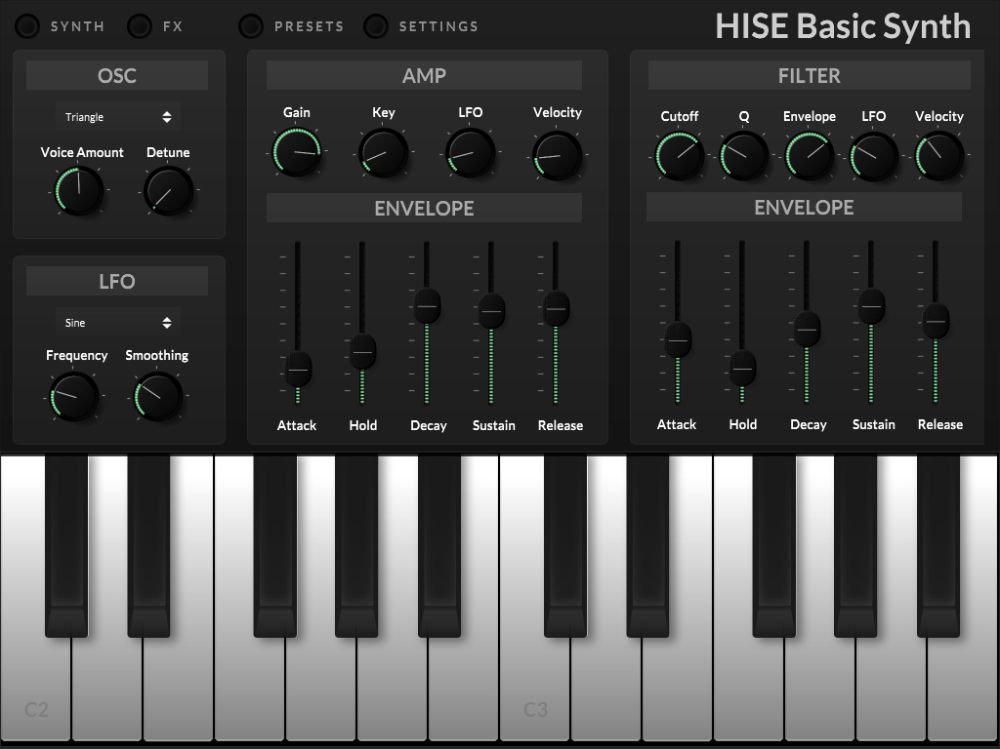 SYNTH FX PRESETS SETTINGS HISE Basic Synth
OSC
Triangle
Voice Amount Detune
LFO
Sine
Frequency Smoothing
AMP
Gain Key LFO Velocity
ENVELOPE
Attack Hold Decay Sustain Release
FILTER
Cutoff Q Envelope LFO Velocity
ENVELOPE
Attack Hold Decay Sustain Release
C2 C3